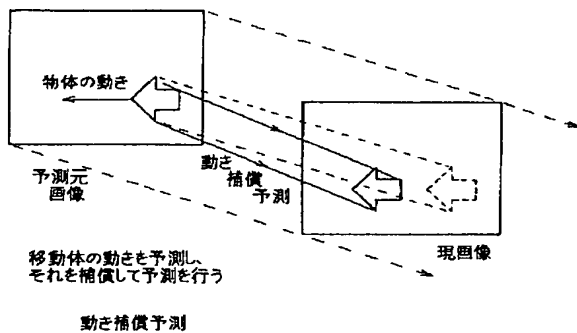 物体の動き
予測元
画像
動き
補償
予測
現画像
移動体の動きを予測し、
それを補償して予測を行う
動き補償予測